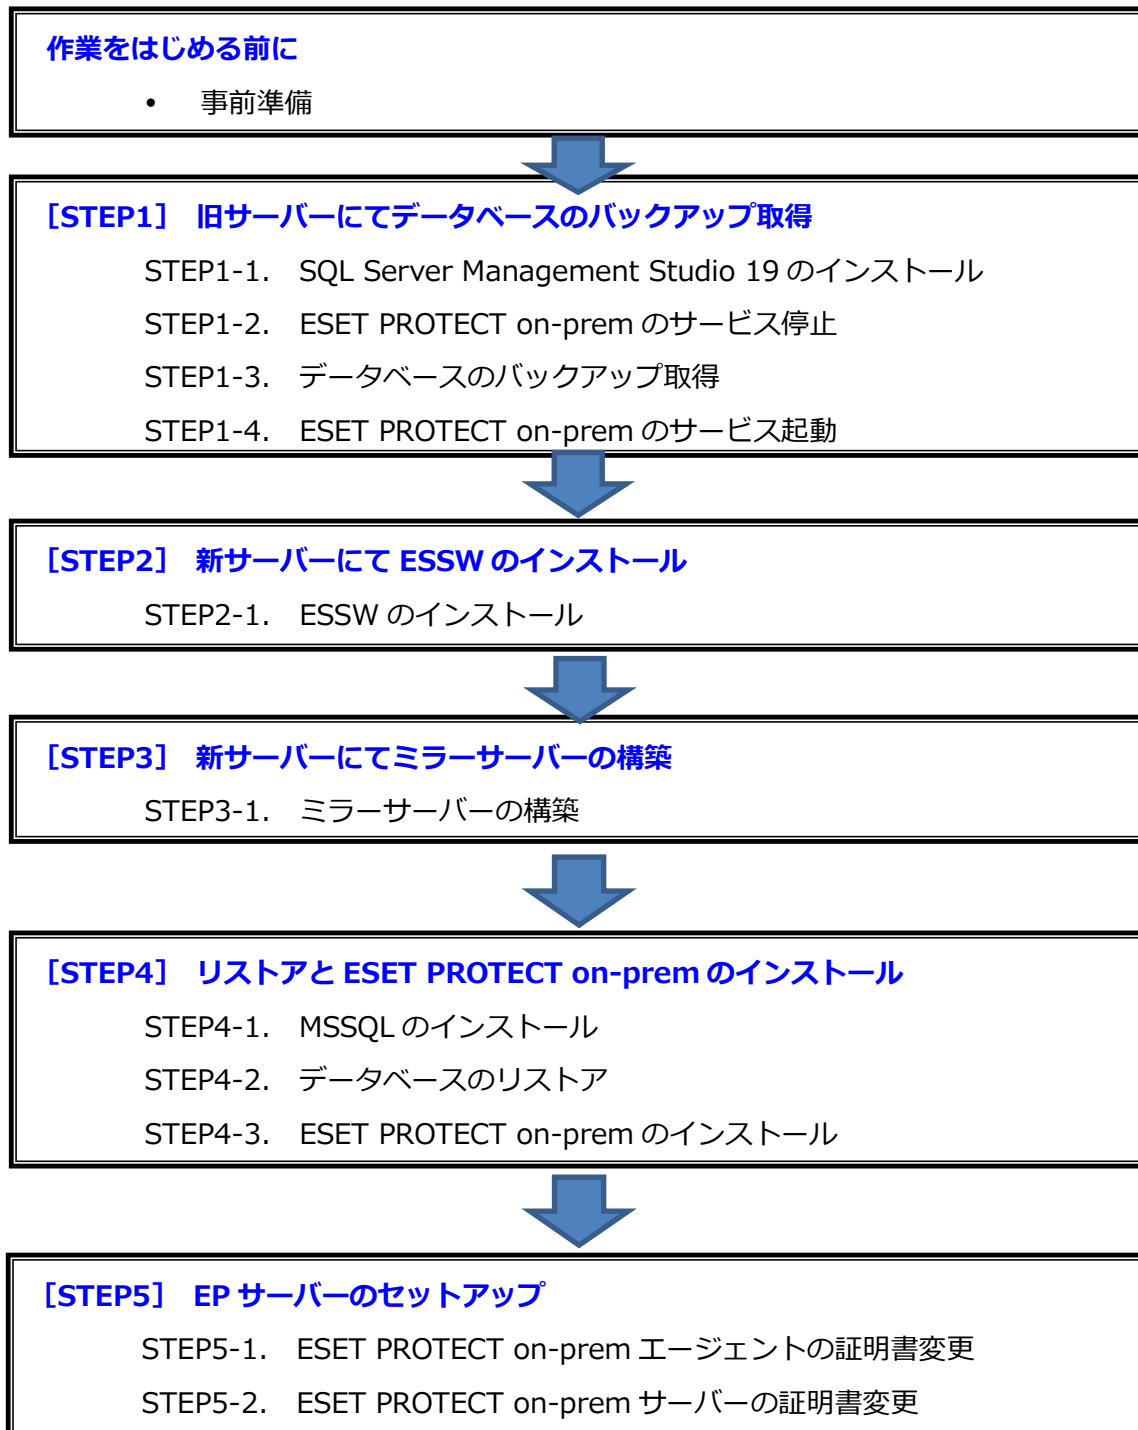 作業をはじめる前に
• 事前準備
［STEP1］ 旧サーバーにてデータベースのバックアップ取得
STEP1-1. SQL Server Management Studio 19 のインストール
STEP1-2. ESET PROTECT on-prem のサービス停止
STEP1-3. データベースのバックアップ取得
STEP1-4. ESET PROTECT on-prem のサービス起動
［STEP2］ 新サーバーにて ESSW のインストール
STEP2-1. ESSW のインストール
［STEP3］ 新サーバーにてミラーサーバーの構築
STEP3-1. ミラーサーバーの構築
［STEP4］ リストアと ESET PROTECT on-prem のインストール
STEP4-1. MSSQL のインストール
STEP4-2. データベースのリストア
STEP4-3. ESET PROTECT on-prem のインストール
［STEP5］ EP サーバーのセットアップ
STEP5-1. ESET PROTECT on-prem エージェントの証明書変更
STEP5-2. ESET PROTECT on-prem サーバーの証明書変更